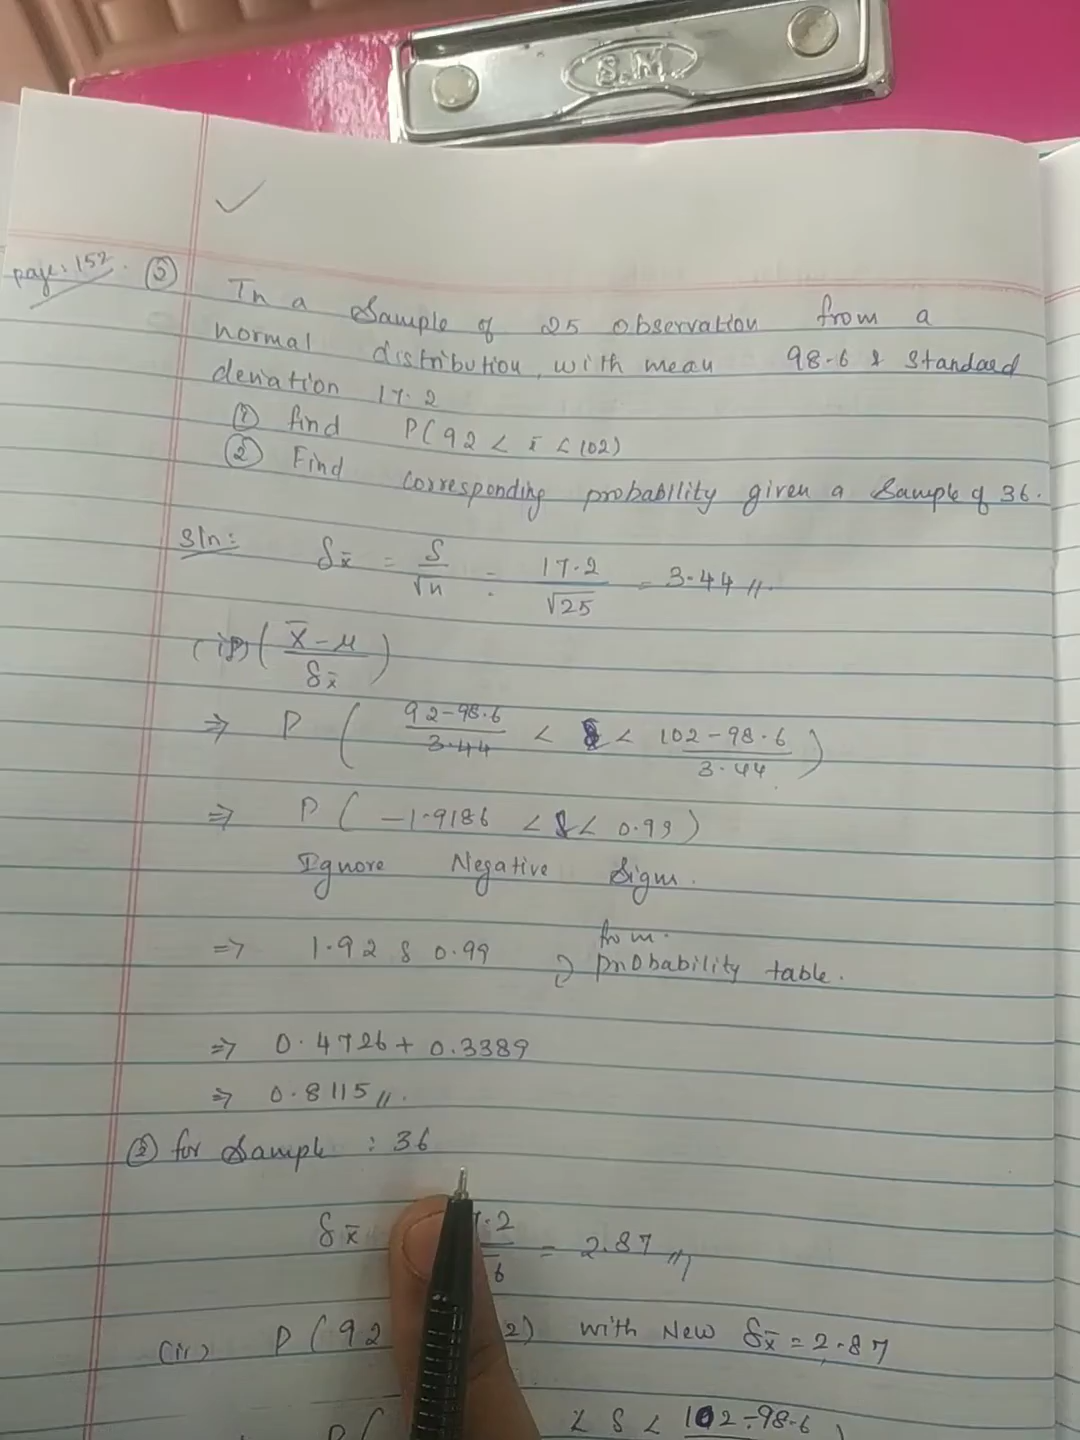 S.M
page: 152. ⑤ In a Sample of 25 observation from a
normal distribution, with mean 98.6 & Standard
deviation 17.2
① find P(92 < x̄ < 102)
② Find corresponding probability given a Sample of 36.
Sln:- δx̄ = δ/√n = 17.2/√25 = 3.44 //.
(i) P( (x̄ - μ)/δx̄ )
⇒ P ( (92-98.6)/3.44 < < (102-98.6)/3.44 )
⇒ P ( -1.9186 < < 0.99 )
Ignore Negative Sign.
⇒ 1.92 & 0.99 from.
probability table.
⇒ 0.4726 + 0.3389
⇒ 0.8115 //.
② for Sample : 36
δx̄ .2/6 = 2.87 //
(ii) P ( 92 2) with New δx̄ = 2.87
P( < δ < 102-98.6 )